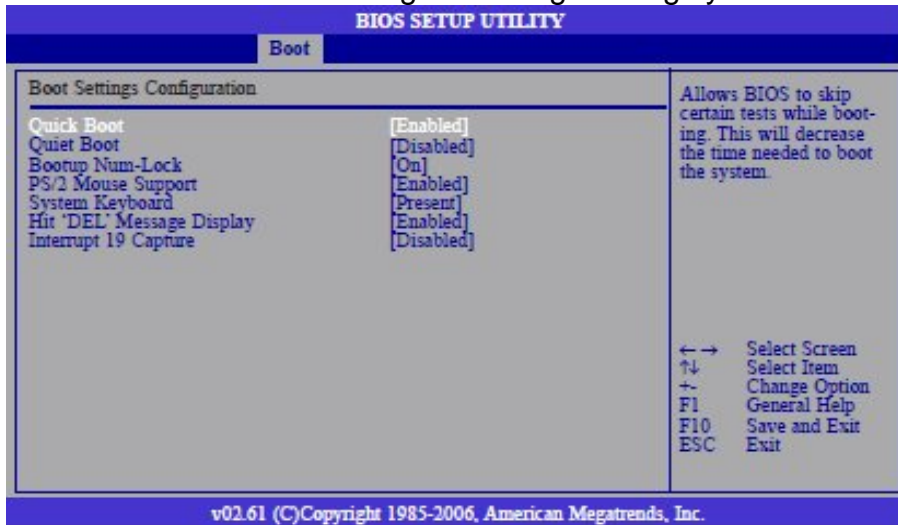 BIOS SETUP UTILITY
Boot
Boot Settings Configuration
Quick Boot [Enabled]
Quiet Boot [Disabled]
Bootup Num-Lock [On]
PS/2 Mouse Support [Enabled]
System Keyboard [Present]
Hit ‘DEL’ Message Display [Enabled]
Interrupt 19 Capture [Disabled]
Allows BIOS to skip
certain tests while boot-
ing. This will decrease
the time needed to boot
the system.
←→ Select Screen
↑↓ Select Item
+- Change Option
F1 General Help
F10 Save and Exit
ESC Exit
v02.61 (C)Copyright 1985-2006, American Megatrends, Inc.